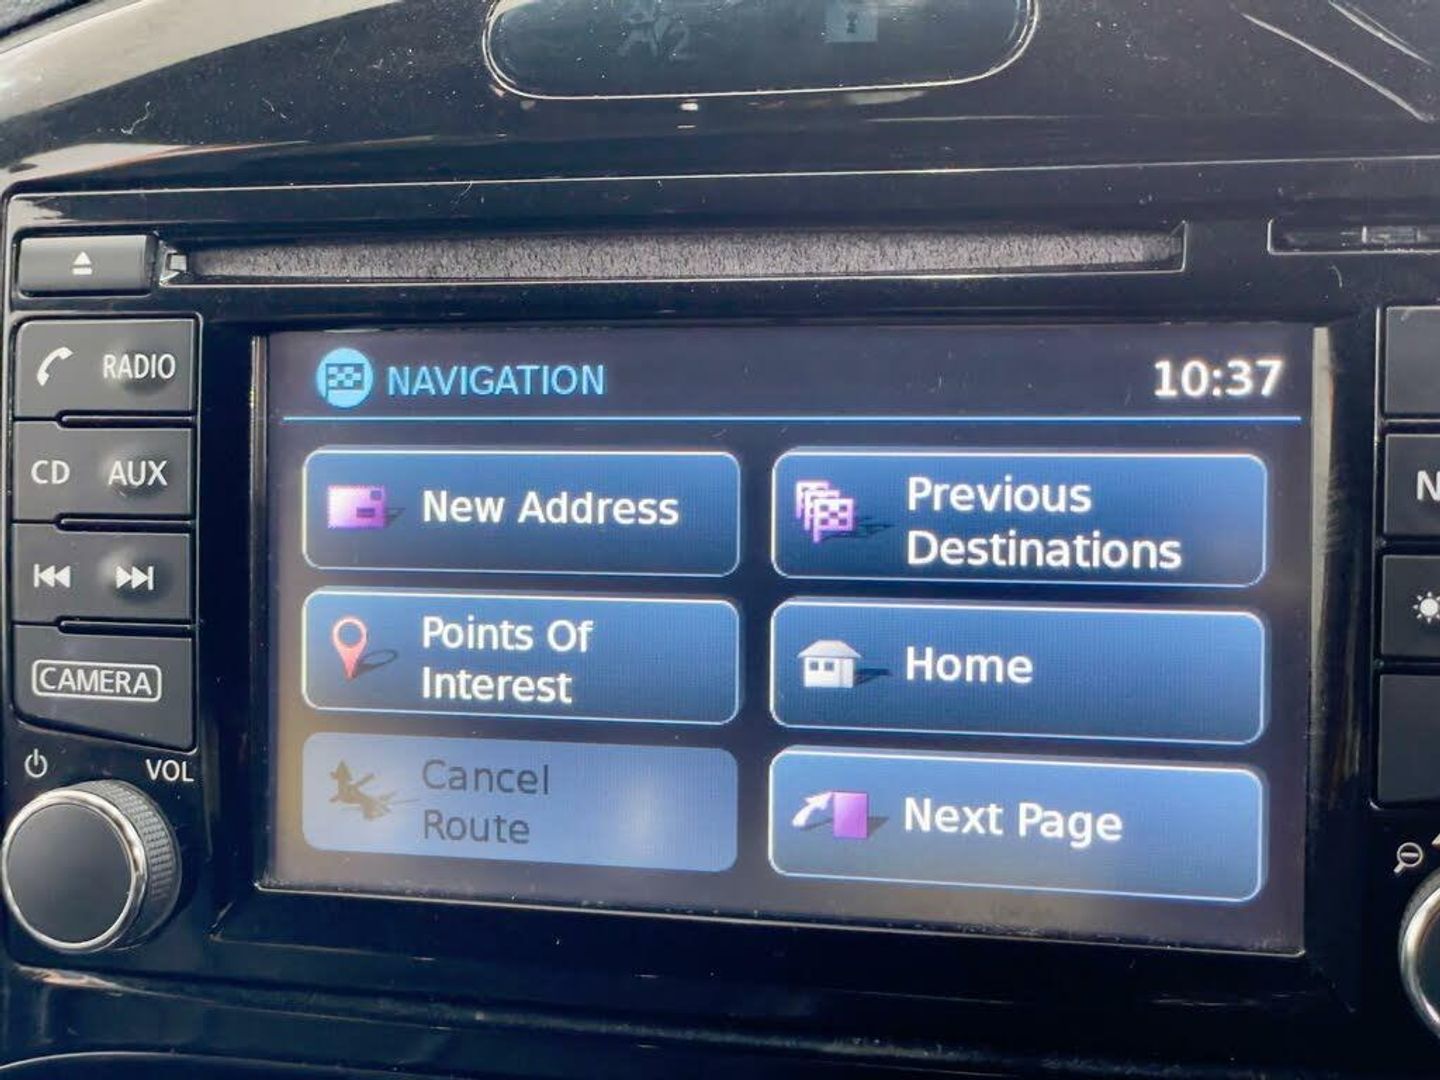 RADIO
CD AUX
CAMERA
VOL
NAVIGATION
10:37
New Address
Previous
Destinations
Points Of
Interest
Home
Cancel
Route
Next Page